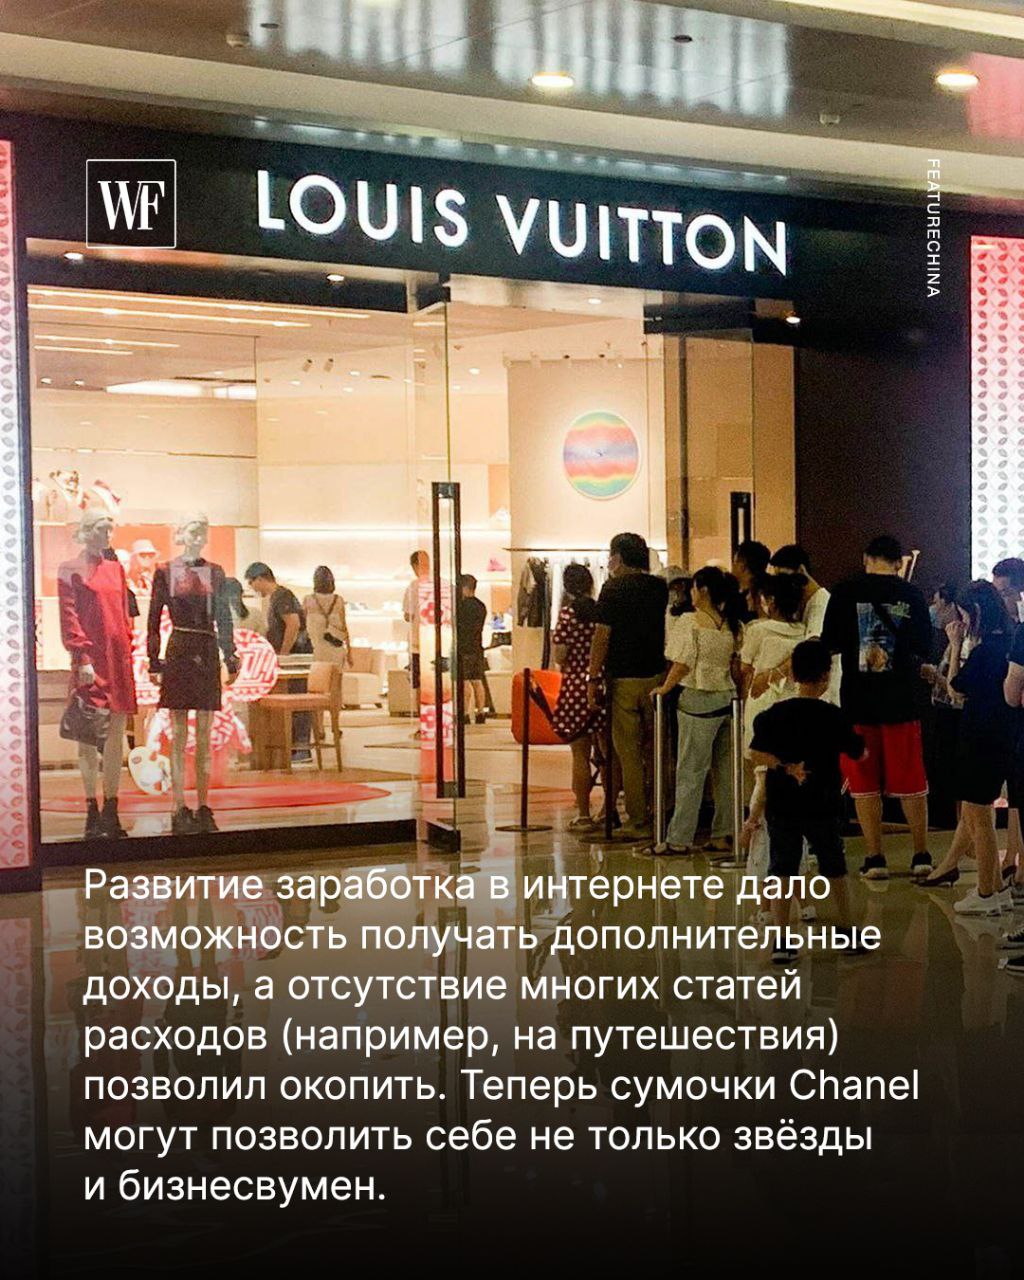 WF
LOUIS VUITTON
FEATURECHINA
Развитие заработка в интернете дало
возможность получать дополнительные
доходы, а отсутствие многих статей
расходов (например, на путешествия)
позволил окопить. Теперь сумочки Chanel
могут позволить себе не только звёзды
и бизнесвумен.